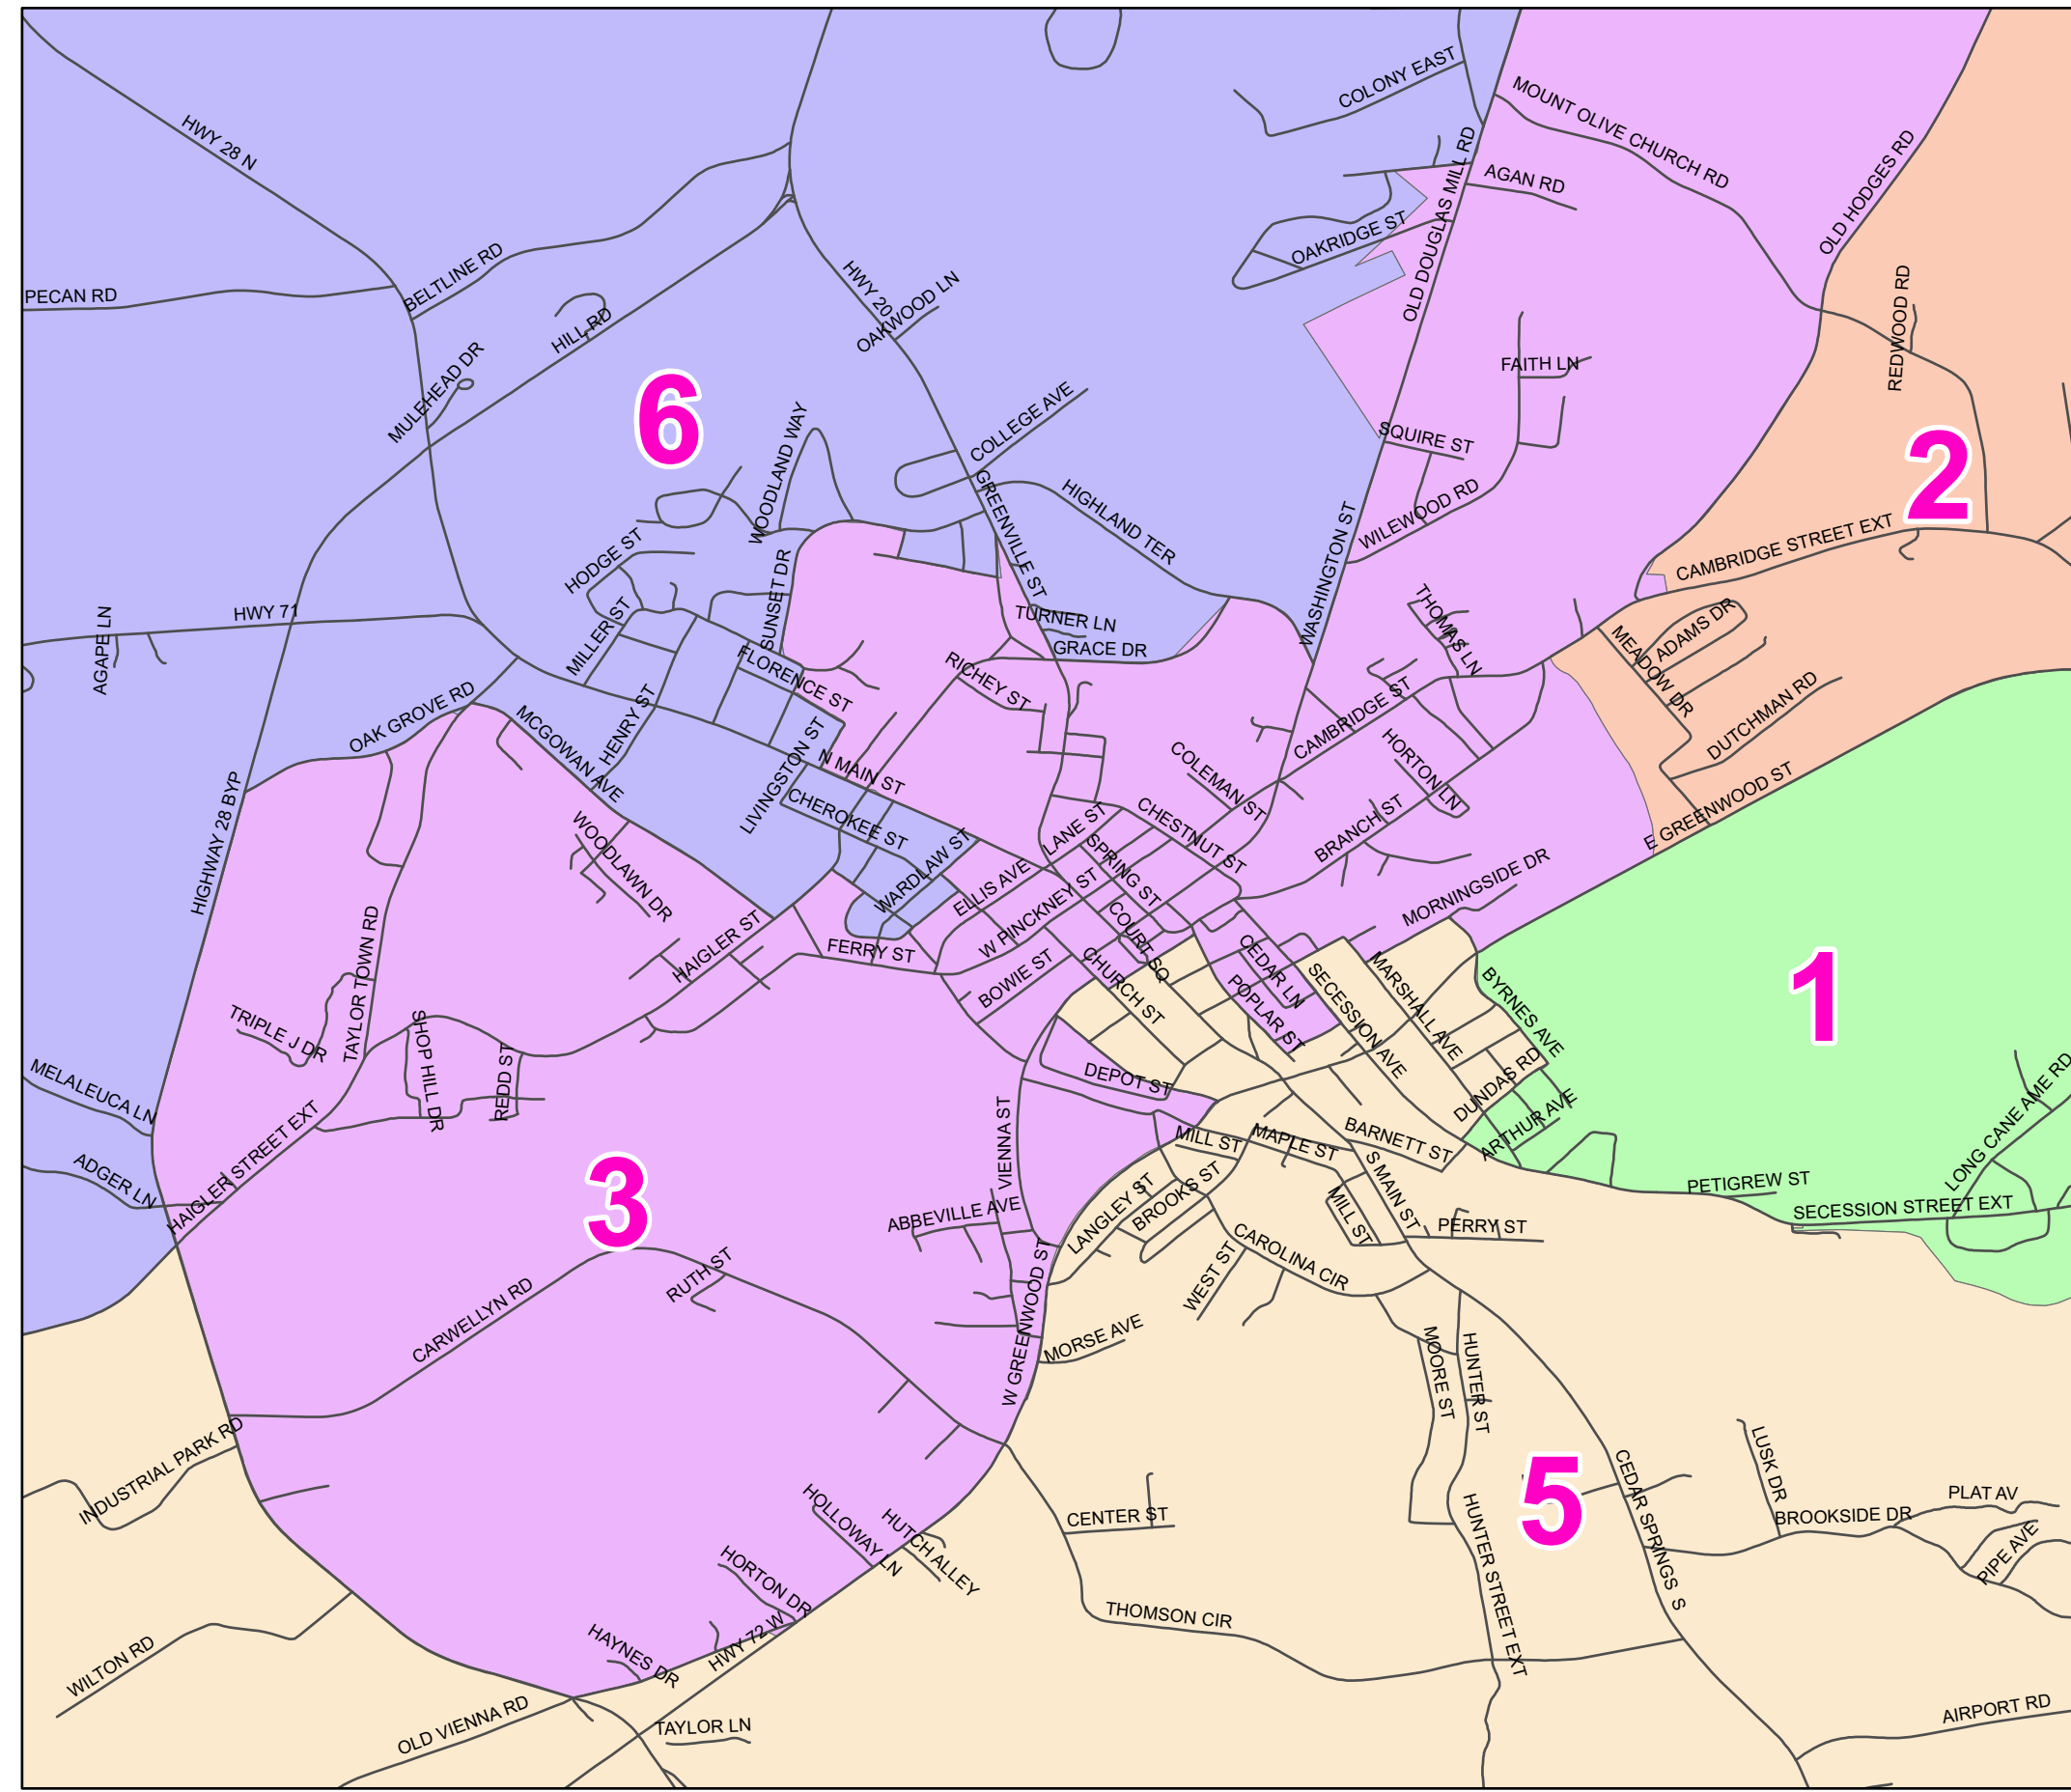 COLONY EAST
MOUNT OLIVE CHURCH RD
HWY 28 N
OLD DOUGLAS MILL RD
AGAN RD
OLD HODGES RD
OAKRIDGE ST
BELTLINE RD
PECAN RD
HWY 20
OAKWOOD LN
HILL RD
REDWOOD RD
MULEHEAD DR
FAITH LN
6
COLLEGE AVE
SQUIRE ST
2
WOODLAND WAY
GREENVILLE ST
HIGHLAND TER
WILEWOOD RD
CAMBRIDGE STREET EXT
HODGE ST
WASHINGTON ST
SUNSET DR
THOMAS LN
HWY 71
AGAPE LN
MILLER ST
TURNER LN
GRACE DR
ADAMS DR
MEADOW DR
FLORENCE ST
RICHEY ST
DUTCHMAN RD
OAK GROVE RD
MCGOWAN AVE
HENRY ST
LIVINGSTON ST
N MAIN ST
CAMBRIDGE ST
COLEMAN ST
HORTON LN
E GREENWOOD ST
HIGHWAY 28 BYP
CHEROKEE ST
LANE ST
CHESTNUT ST
BRANCH ST
WOODLAWN DR
WARDLAW ST
ELLIS AVE
SPRING ST
W PINCKNEY ST
MORNINGSIDE DR
TAYLOR TOWN RD
HAIGLER ST
FERRY ST
COURT SQ
CEDAR LN
BOWIE ST
CHURCH ST
POPLAR ST
SECESSION AVE
SECESSION AVE
MARSHALL AVE
BYRNES AVE
1
TRIPLE J DR
SHOP HILL DR
REDD ST
MELALEUCA LN
DEPOT ST
DUNDAS RD
ARTHUR AVE
LONG CANE AME RD
HAIGLER STREET EXT
ADGER LN
VIENNA ST
MILL ST
MAPLE ST
BARNETT ST
3
S MAIN ST
PETIGREW ST
SECESSION STREET EXT
ABBEVILLE AVE
LANGLEY ST
BROOKS ST
MILL ST
PERRY ST
CAROLINA CIR
WEST ST
RUTH ST
CARWELLYN RD
W GREENWOOD ST
MORSE AVE
MOORE ST
HUNTER ST
INDUSTRIAL PARK RD
CEDAR SPRINGS S
LUSK DR
5
PLAT AV
BROOKSIDE DR
PIPE AVE
CENTER ST
HOLLOWAY LN
HUTCH ALLEY
HUNTER STREET EXT
HORTON DR
THOMSON CIR
WILTON RD
HAYNES DR
HWY 72 W
OLD VIENNA RD
TAYLOR LN
AIRPORT RD